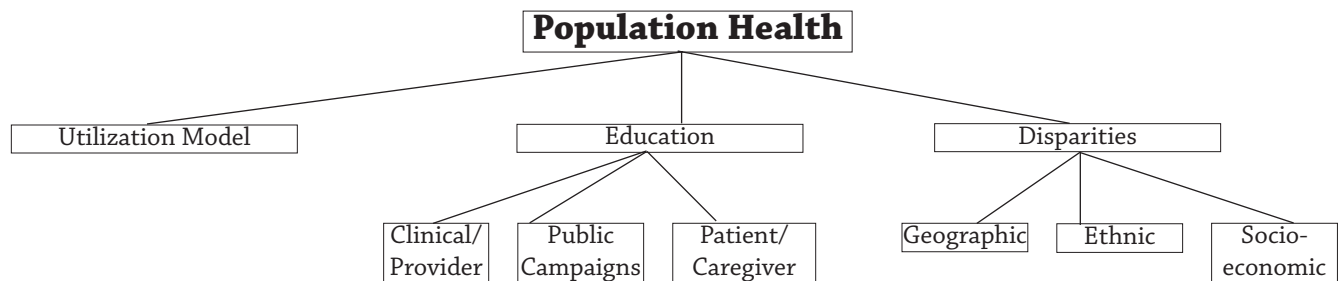 Population Health
Utilization Model
Education
Disparities
Clinical/
Provider
Public
Campaigns
Patient/
Caregiver
Geographic
Ethnic
Socio-
economic